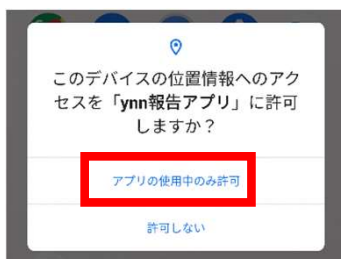 このデバイスの位置情報へのアク
セスを「ynn報告アプリ」に許可
しますか？
アプリの使用中のみ許可
許可しない